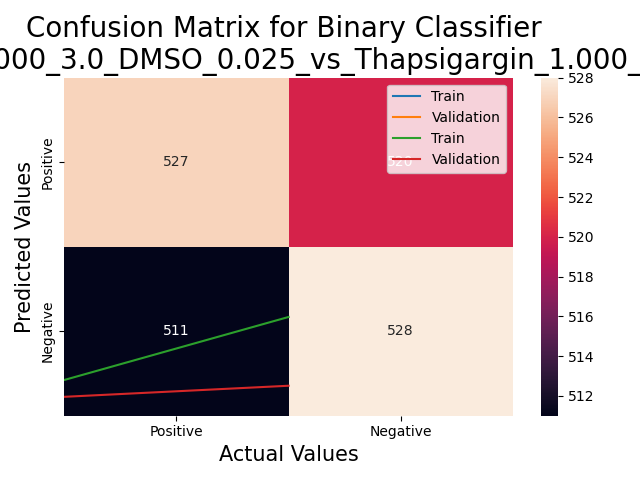 Confusion Matrix for Binary Classifier
000_3.0_DMSO_0.025_vs_Thapsigargin_1.000_
Train
Validation
Train
Validation
Predicted Values
Positive
Negative
527
511
528
Positive
Negative
Actual Values
528
526
524
522
520
518
516
514
512